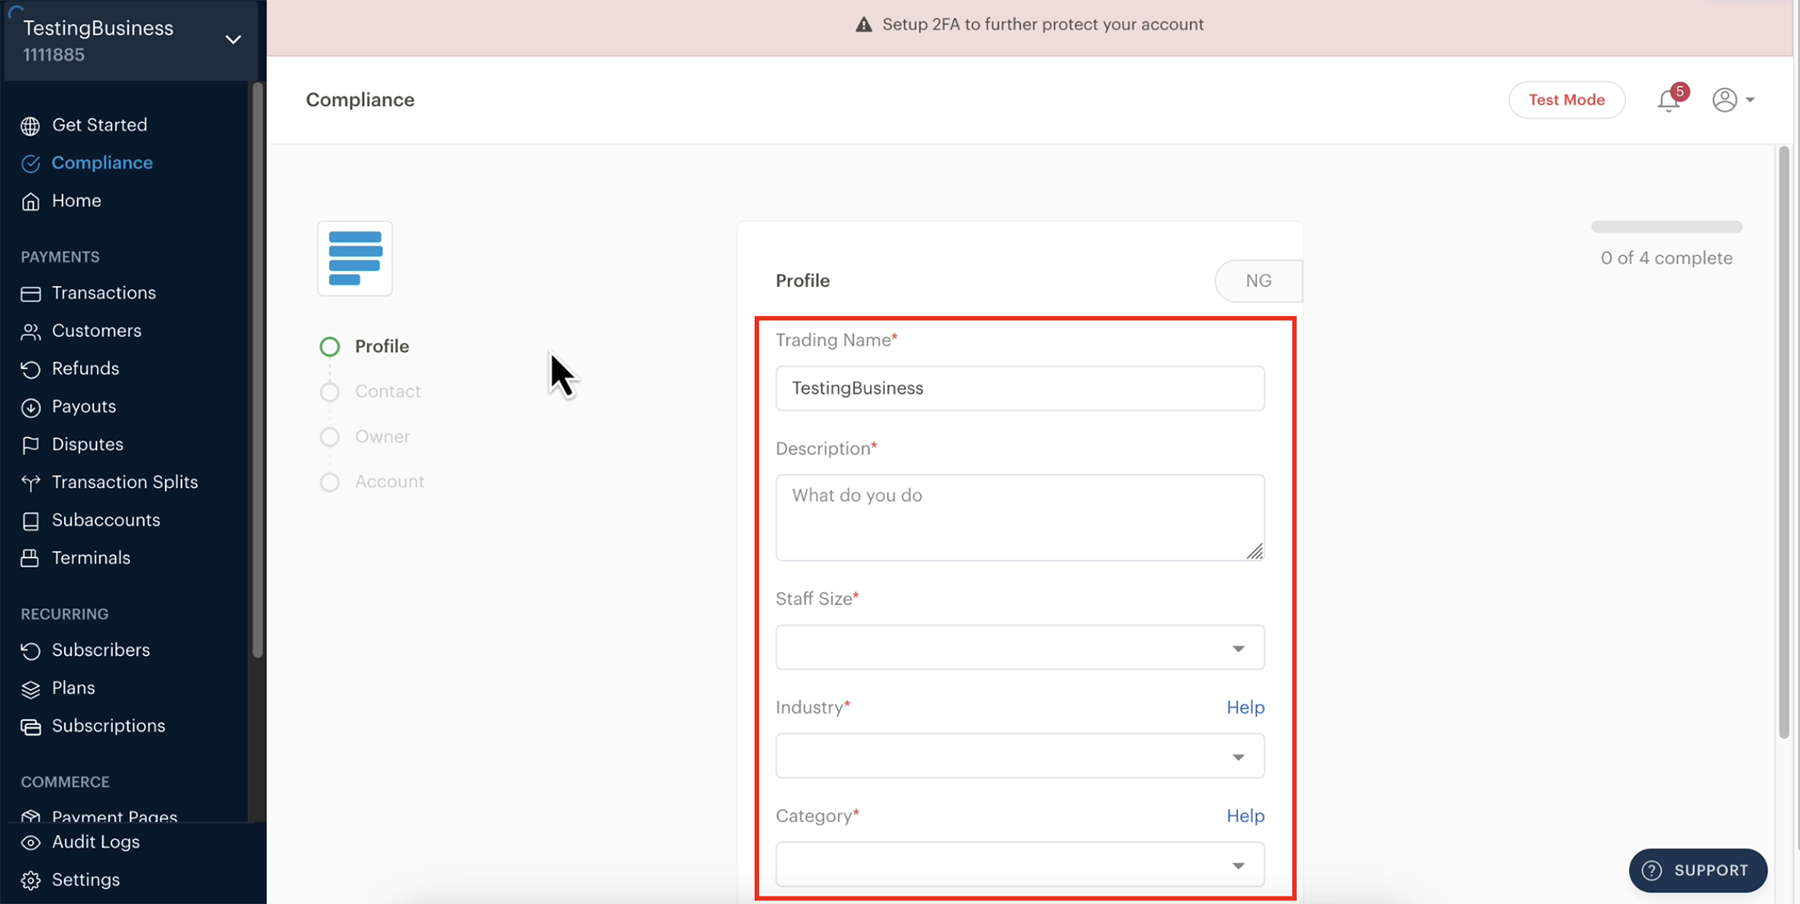 TestingBusiness
1111885
Get Started
Compliance
Home
PAYMENTS
Transactions
Customers
Refunds
Payouts
Disputes
Transaction Splits
Subaccounts
Terminals
RECURRING
Subscribers
Plans
Subscriptions
COMMERCE
Payment Pages
Audit Logs
Settings
Setup 2FA to further protect your account
Compliance
Test Mode
5
Profile
Contact
Owner
Account
Profile
NG
Trading Name*
TestingBusiness
Description*
What do you do
Staff Size*
Industry*
Help
Category*
Help
0 of 4 complete
SUPPORT